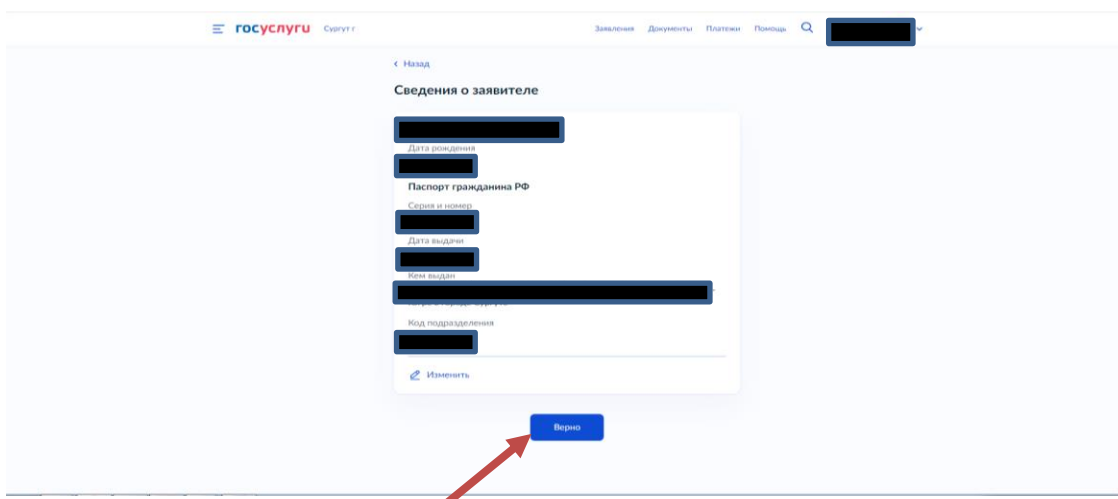 госуслуги Сургут г Заявления Документы Платежи Помощь
Назад
Сведения о заявителе
Дата рождения
Паспорт гражданина РФ
Серия и номер
Дата выдачи
Кем выдан
Код подразделения
Изменить
Верно